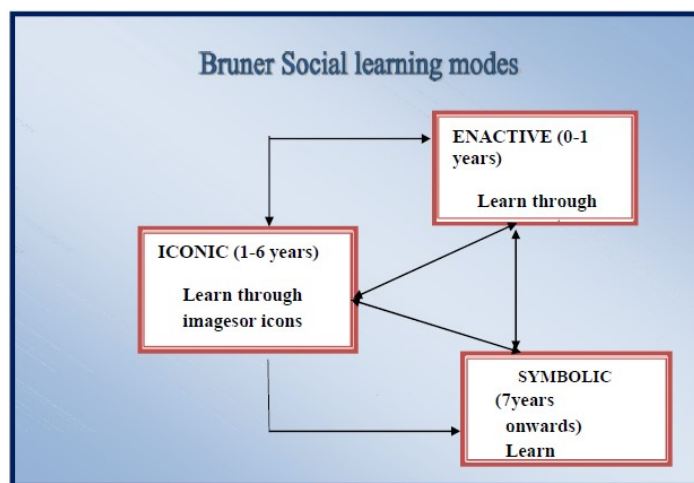 Bruner Social learning modes
ENACTIVE (0-1
years)
Learn through
ICONIC (1-6 years)
Learn through
imagesor icons
SYMBOLIC
(7years
onwards)
Learn